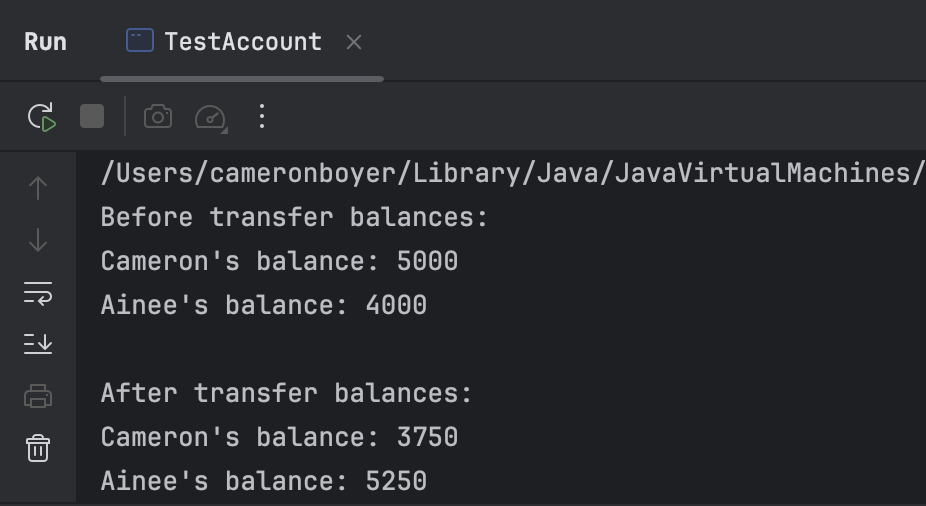 Run TestAccount
/Users/cameronboyer/Library/Java/JavaVirtualMachines/
Before transfer balances:
Cameron's balance: 5000
Ainee's balance: 4000
After transfer balances:
Cameron's balance: 3750
Ainee's balance: 5250